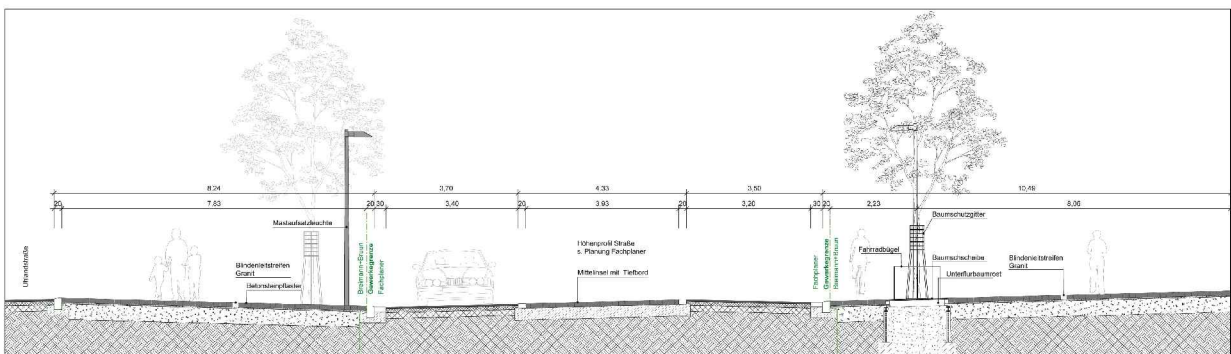 8,24
3,70
4,33
3,50
10,48
20
7,83
20
30
3,40
20
3,93
20
3,20
30
20
2,23
8,06
Uhlandstraße
Mastaufsatzleuchte
Blindenleitstreifen
Granit
Betonsteinpflaster
Breimann+Bruun
Gewerkegrenze
Fachplaner
Höhenprofil Straße
s. Planung Fachplaner
Mittelinsel mit Tiefbord
Fachplaner
Gewerkegrenze
Breimann+Bruun
Fahrradbügel
Baumschutzgitter
Baumscheibe
Unterflurbaumrost
Blindenleitstreifen
Granit